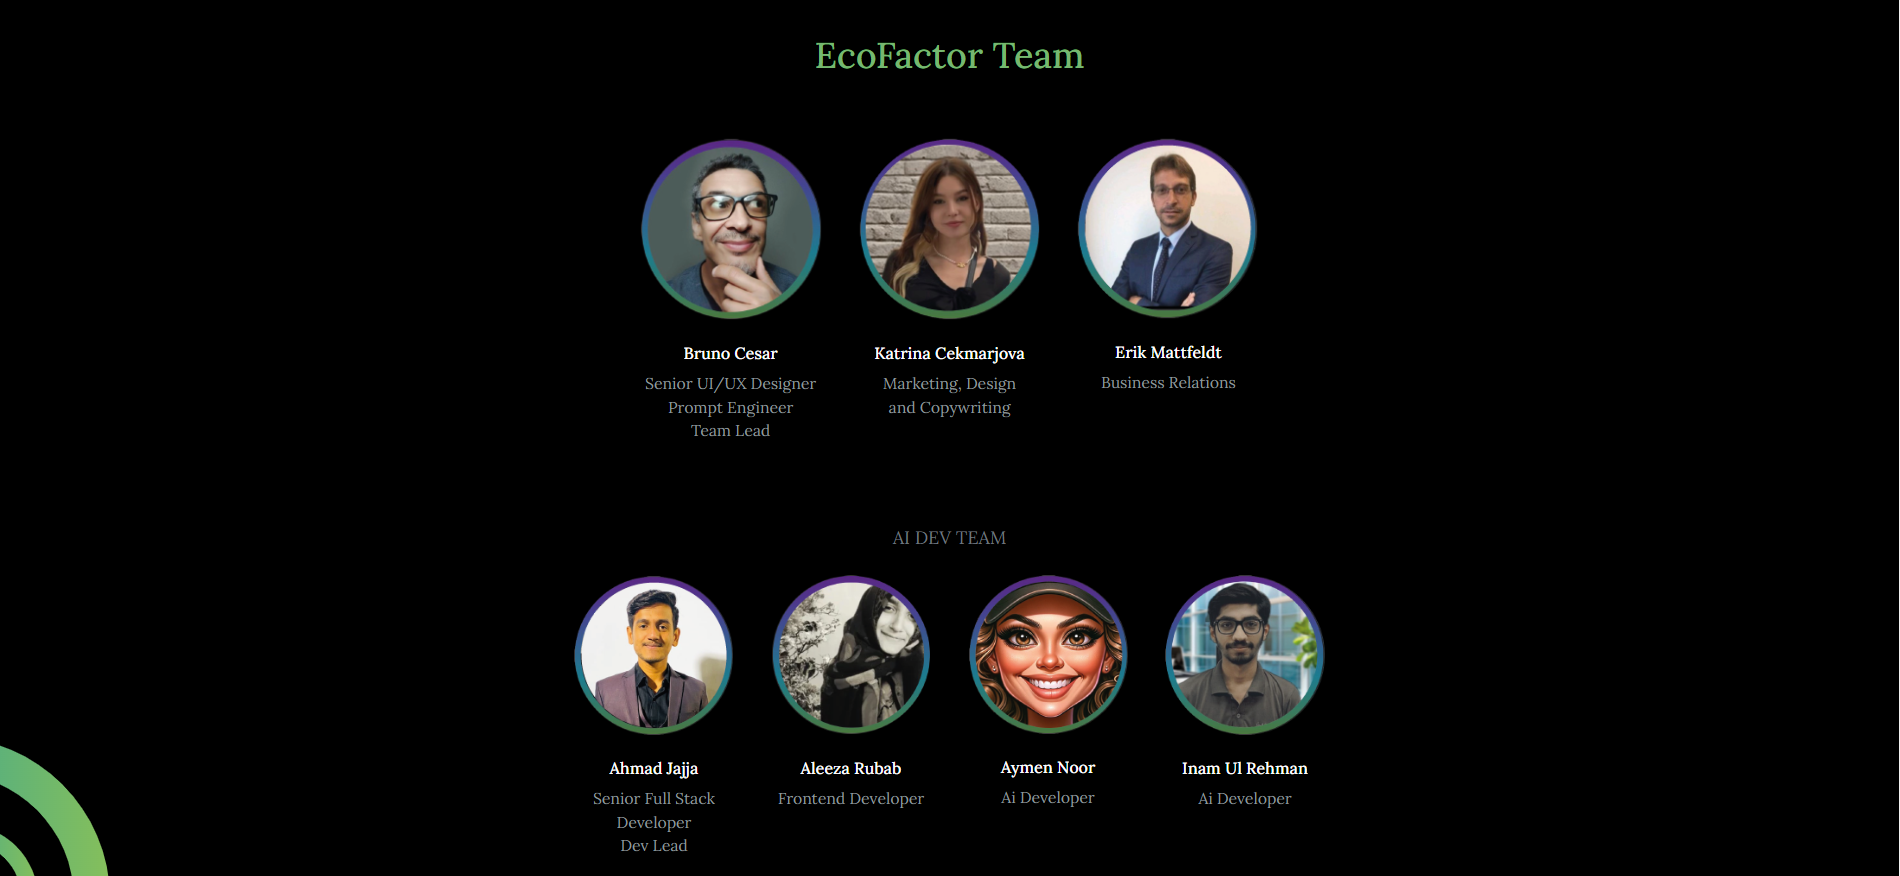 EcoFactor Team
Bruno Cesar
Senior UI/UX Designer
Prompt Engineer
Team Lead
Katrina Cekmarjova
Marketing, Design
and Copywriting
Erik Mattfeldt
Business Relations
AI DEV TEAM
Ahmad Jajja
Senior Full Stack
Developer
Dev Lead
Aleeza Rubab
Frontend Developer
Aymen Noor
Ai Developer
Inam Ul Rehman
Ai Developer